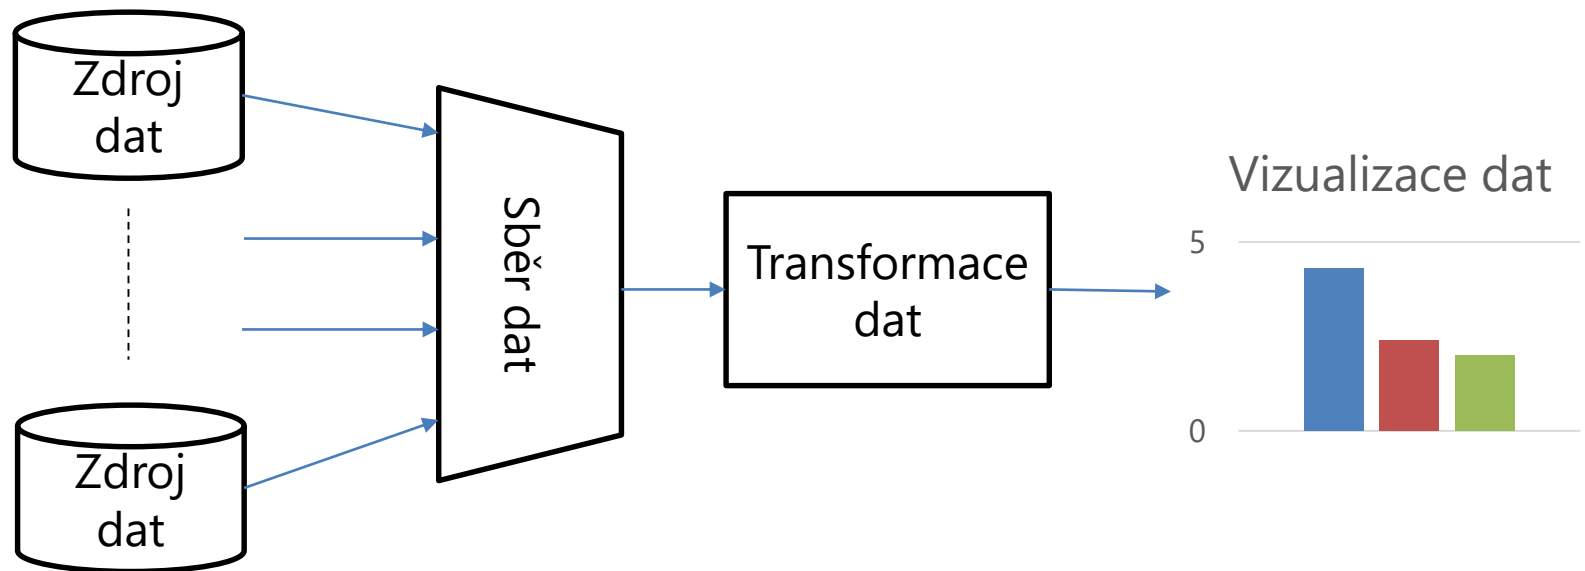 Zdroj
dat
Zdroj
dat
Sběr dat
Transformace
dat
Vizualizace dat
5
0